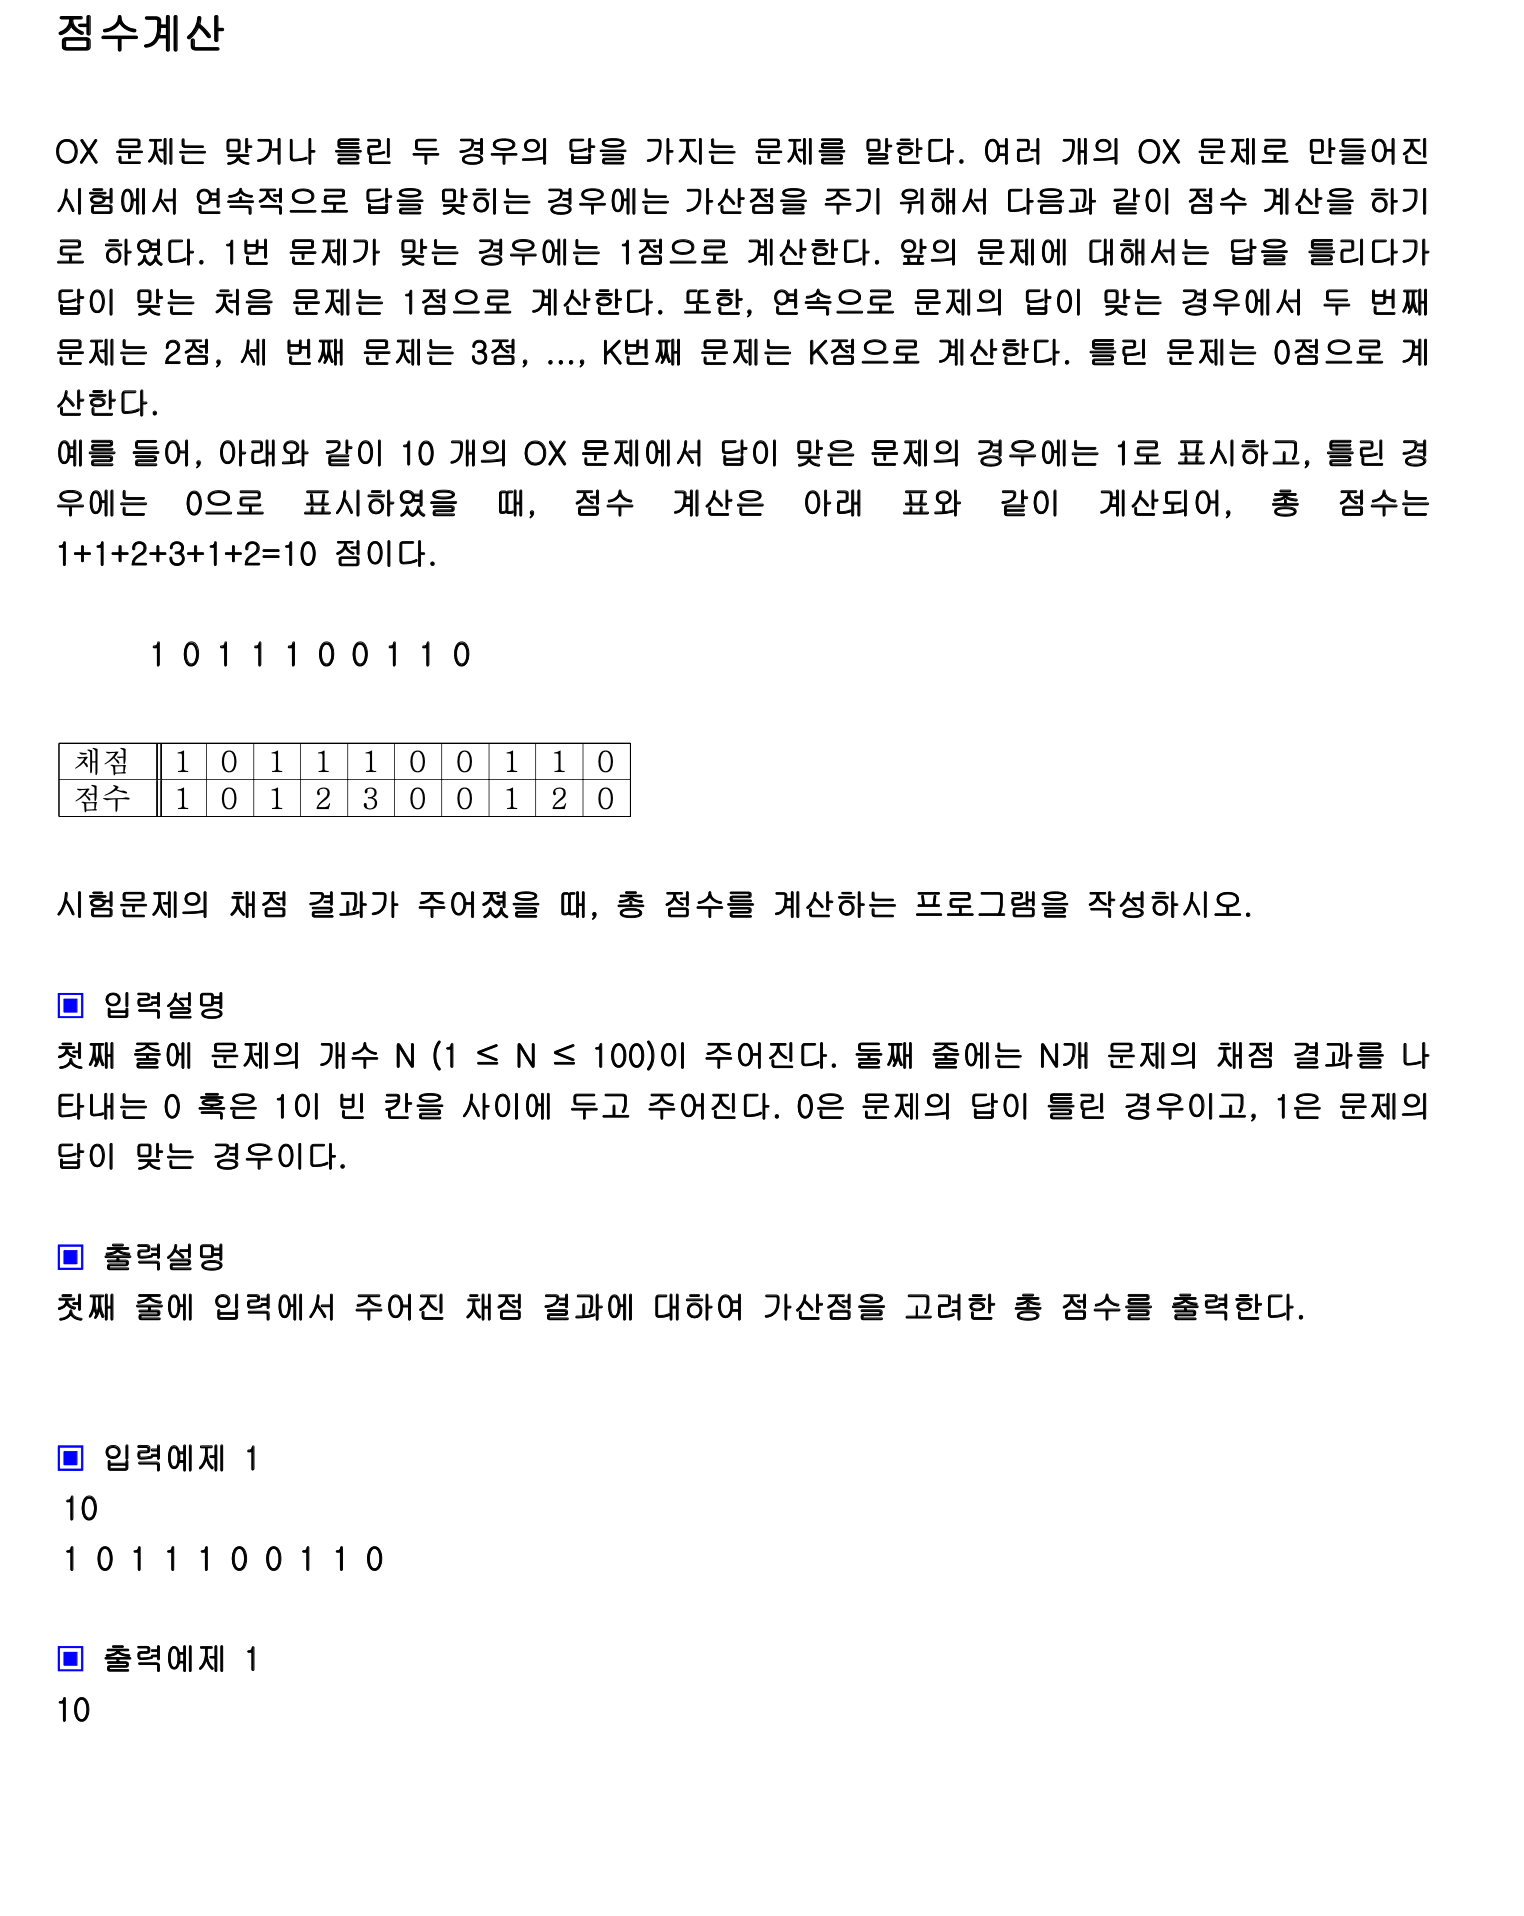 점수계산
OX 문제는 맞거나 틀린 두 경우의 답을 가지는 문제를 말한다. 여러 개의 OX 문제로 만들어진
시험에서 연속적으로 답을 맞히는 경우에는 가산점을 주기 위해서 다음과 같이 점수 계산을 하기
로 하였다. 1번 문제가 맞는 경우에는 1점으로 계산한다. 앞의 문제에 대해서는 답을 틀리다가
답이 맞는 처음 문제는 1점으로 계산한다. 또한, 연속으로 문제의 답이 맞는 경우에서 두 번째
문제는 2점, 세 번째 문제는 3점, ..., K번째 문제는 K점으로 계산한다. 틀린 문제는 0점으로 계
산한다.
예를 들어, 아래와 같이 10 개의 OX 문제에서 답이 맞은 문제의 경우에는 1로 표시하고, 틀린 경
우에는 0으로 표시하였을 때, 점수 계산은 아래 표와 같이 계산되어, 총 점수는
1+1+2+3+1+2=10 점이다.
1 0 1 1 1 0 0 1 1 0
채점 1 0 1 1 1 0 0 1 1 0
점수 1 0 1 2 3 0 0 1 2 0
시험문제의 채점 결과가 주어졌을 때, 총 점수를 계산하는 프로그램을 작성하시오.
▣ 입력설명
첫째 줄에 문제의 개수 N (1 ≤ N ≤ 100)이 주어진다. 둘째 줄에는 N개 문제의 채점 결과를 나
타내는 0 혹은 1이 빈 칸을 사이에 두고 주어진다. 0은 문제의 답이 틀린 경우이고, 1은 문제의
답이 맞는 경우이다.
▣ 출력설명
첫째 줄에 입력에서 주어진 채점 결과에 대하여 가산점을 고려한 총 점수를 출력한다.
▣ 입력예제 1
10
1 0 1 1 1 0 0 1 1 0
▣ 출력예제 1
10